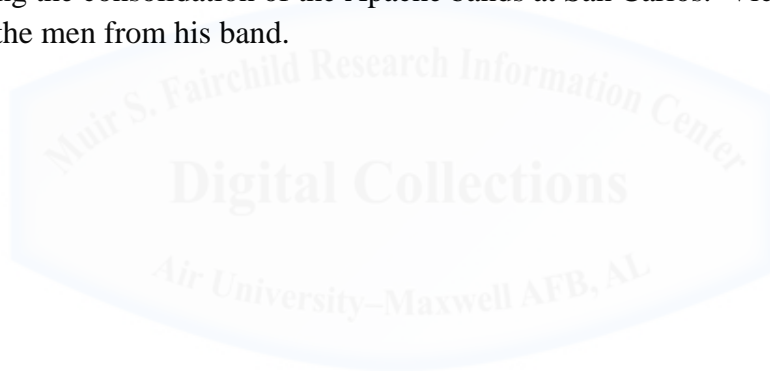 ng the consolidation of the Apache bands at San Carlos.
the men from his band.
Muir S. Fairchild Research Information Center
Digital Collections
Air University–Maxwell AFB, AL